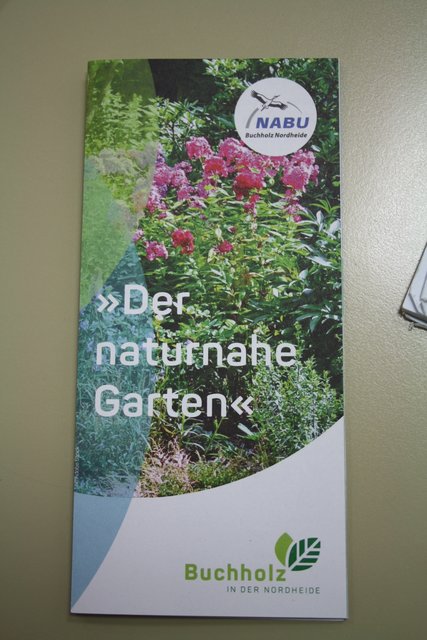 NABU
Buchholz Nordheide
»Der
naturnahe
Garten«
Buchholz
IN DER NORDHEIDE